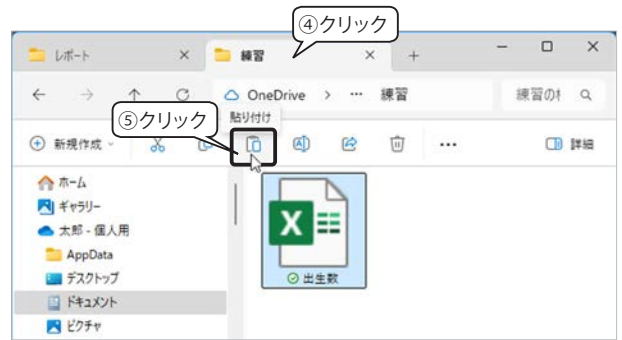 ④クリック
レポート
練習
OneDrive > … 練習
練習の
⑤クリック
貼り付け
新規作成
詳細
ホーム
ギャラリー
太郎 - 個人用
AppData
デスクトップ
ドキュメント
ピクチャ
X
出生数